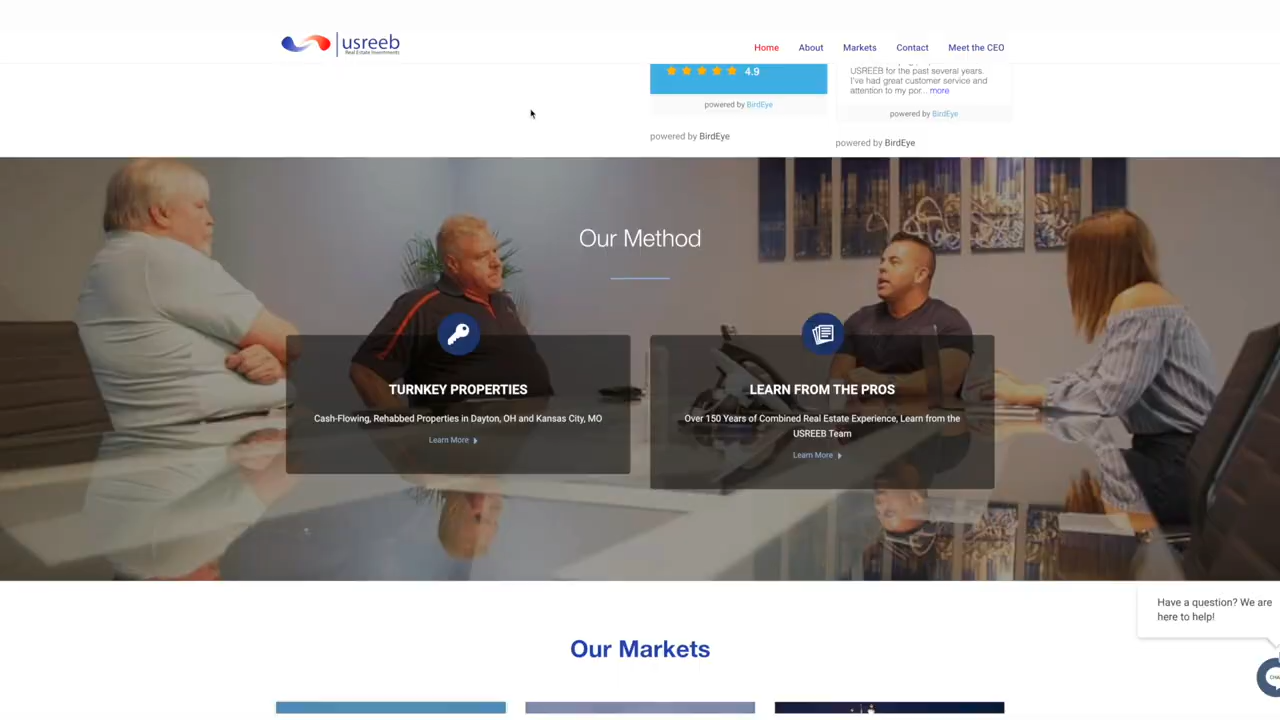 usreeb
Real Estate Investments
Home
About
Markets
Contact
Meet the CEO
4.9
powered by BirdEye
powered by BirdEye
USREEB for the past several years.
I've had great customer service and
attention to my por... more
powered by BirdEye
powered by BirdEye
Our Method
TURNKEY PROPERTIES
Cash-Flowing, Rehabbed Properties in Dayton, OH and Kansas City, MO
Learn More
LEARN FROM THE PROS
Over 150 Years of Combined Real Estate Experience, Learn from the
USREEB Team
Learn More
Our Markets
Have a question? We are
here to help!